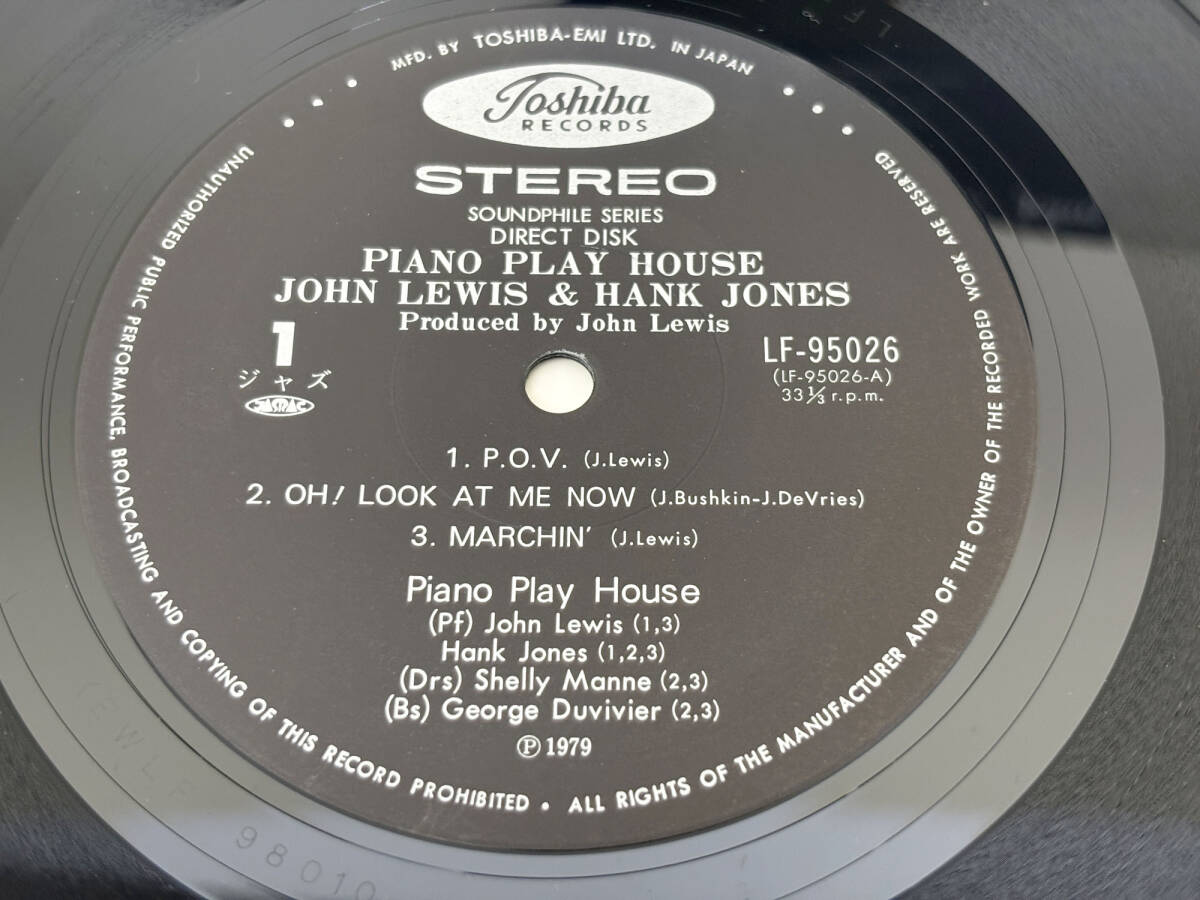 MFD. BY TOSHIBA-EMI LTD. IN JAPAN
Toshiba
RECORDS
STEREO
SOUNDPHILE SERIES
DIRECT DISK
PIANO PLAY HOUSE
JOHN LEWIS & HANK JONES
Produced by John Lewis
1
ジャズ
JASRAC
LF-95026
(LF-95026-A)
33 1/3 r.p.m.
1. P.O.V. (J.Lewis)
2. OH! LOOK AT ME NOW (J.Bushkin-J.DeVries)
3. MARCHIN' (J.Lewis)
Piano Play House
(Pf) John Lewis (1,3)
Hank Jones (1,2,3)
(Drs) Shelly Manne (2,3)
(Bs) George Duvivier (2,3)
Ⓟ 1979
UNAUTHORIZED PUBLIC PERFORMANCE, BROADCASTING AND COPYING OF THIS RECORD PROHIBITED • ALL RIGHTS OF THE MANUFACTURER AND OF THE OWNER OF THE RECORDED WORK ARE RESERVED
98010